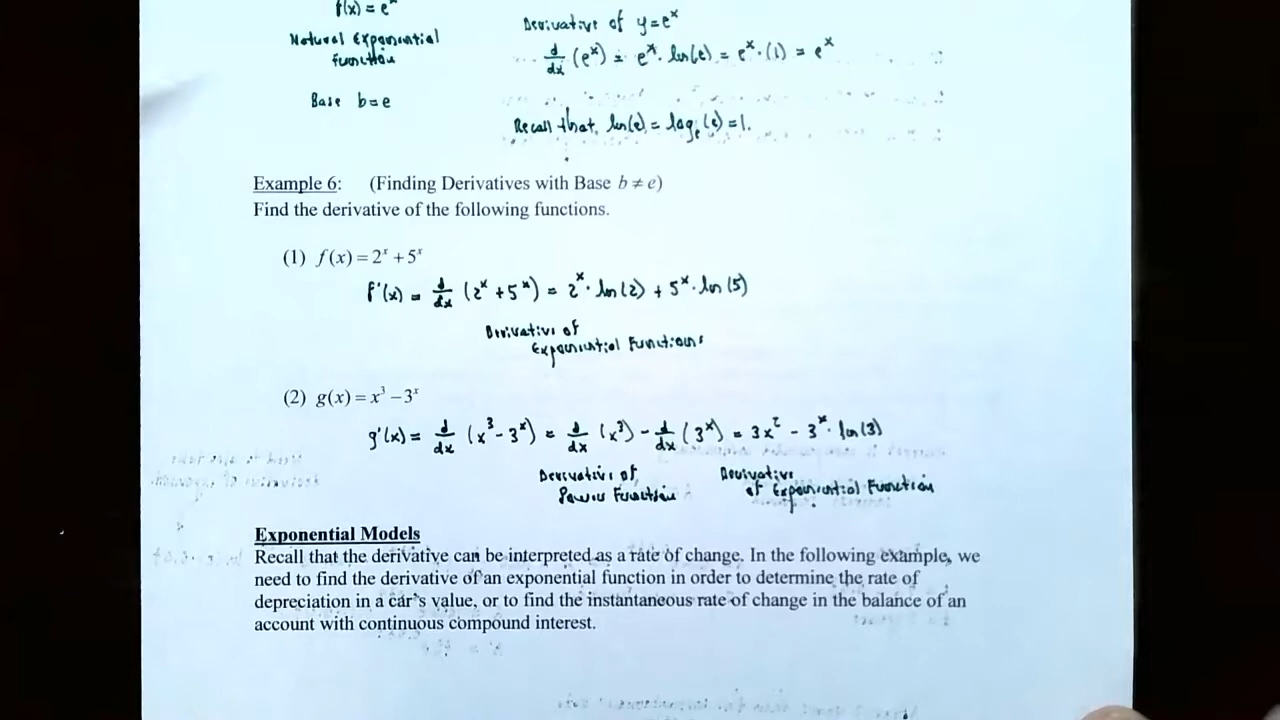 f(x) = e^x
Natural Exponential
Function
Base b=e
Derivative of y=e^x
d/dx (e^x) = e^x · ln(e) = e^x · (1) = e^x
Recall that, ln(e) = log_e(e) = 1.
Example 6: (Finding Derivatives with Base b ≠ e)
Find the derivative of the following functions.
(1) f(x) = 2^x + 5^x
f'(x) = d/dx (2^x + 5^x) = 2^x · ln(2) + 5^x · ln(5)
Derivative of
Exponential Functions
(2) g(x) = x^3 − 3^x
g'(x) = d/dx (x^3 - 3^x) = d/dx (x^3) - d/dx (3^x) = 3x^2 - 3^x · ln(3)
Derivative of
Power Function
Derivative
of Exponential Function
Exponential Models
Recall that the derivative can be interpreted as a rate of change. In the following example, we
need to find the derivative of an exponential function in order to determine the rate of
depreciation in a car's value, or to find the instantaneous rate of change in the balance of an
account with continuous compound interest.